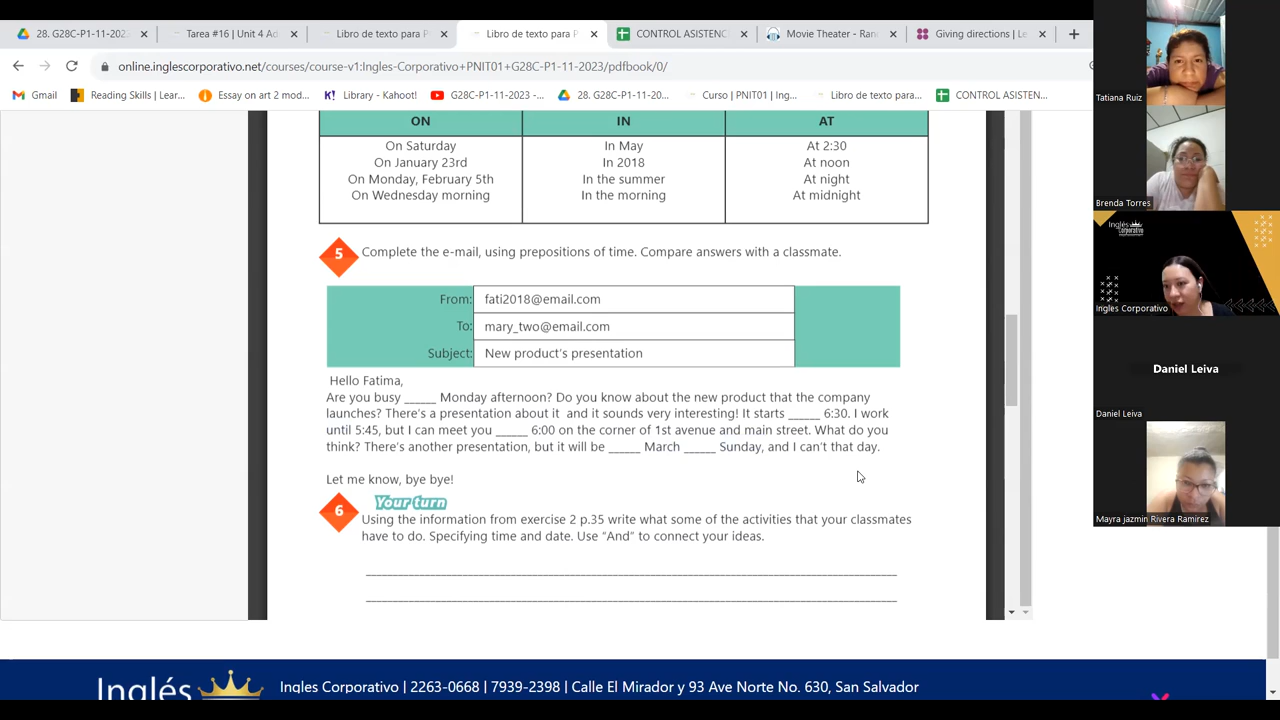 28. G28C-P1-11-202
Tarea #16 | Unit 4 Ad
Libro de texto para P
Libro de texto para P
CONTROL ASISTENC
Movie Theater - Ran
Giving directions | Le
online.inglescorporativo.net/courses/course-v1:Ingles-Corporativo+PNIT01+G28C-P1-11-2023/pdfbook/0/
Gmail
Reading Skills | Lear...
Essay on art 2 mod...
Library - Kahoot!
G28C-P1-11-2023 -...
28. G28C-P1-11-20...
Curso | PNIT01 | Ing...
Libro de texto para...
CONTROL ASISTEN...
ON IN AT
On Saturday In May At 2:30
On January 23rd In 2018 At noon
On Monday, February 5th In the summer At night
On Wednesday morning In the morning At midnight
5 Complete the e-mail, using prepositions of time. Compare answers with a classmate.
From: fati2018@email.com
To: mary_two@email.com
Subject: New product's presentation
Hello Fatima,
Are you busy ______ Monday afternoon? Do you know about the new product that the company
launches? There's a presentation about it and it sounds very interesting! It starts ______ 6:30. I work
until 5:45, but I can meet you ______ 6:00 on the corner of 1st avenue and main street. What do you
think? There's another presentation, but it will be ______ March ______ Sunday, and I can't that day.
Let me know, bye bye!
Your turn
6 Using the information from exercise 2 p.35 write what some of the activities that your classmates
have to do. Specifying time and date. Use "And" to connect your ideas.
Inglés
Ingles Corporativo | 2263-0668 | 7939-2398 | Calle El Mirador y 93 Ave Norte No. 630, San Salvador
Tatiana Ruiz
Brenda Torres
Inglés
Corporativo
Ingles Corporativo
Daniel Leiva
Daniel Leiva
Mayra jazmin Rivera Ramirez